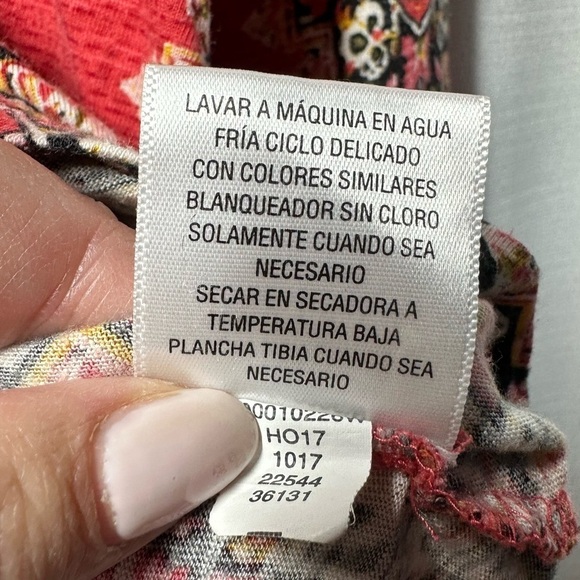 LAVAR A MÁQUINA EN AGUA
FRÍA CICLO DELICADO
CON COLORES SIMILARES
BLANQUEADOR SIN CLORO
SOLAMENTE CUANDO SEA
NECESARIO
SECAR EN SECADORA A
TEMPERATURA BAJA
PLANCHA TIBIA CUANDO SEA
NECESARIO
HO17
1017
22544
36131